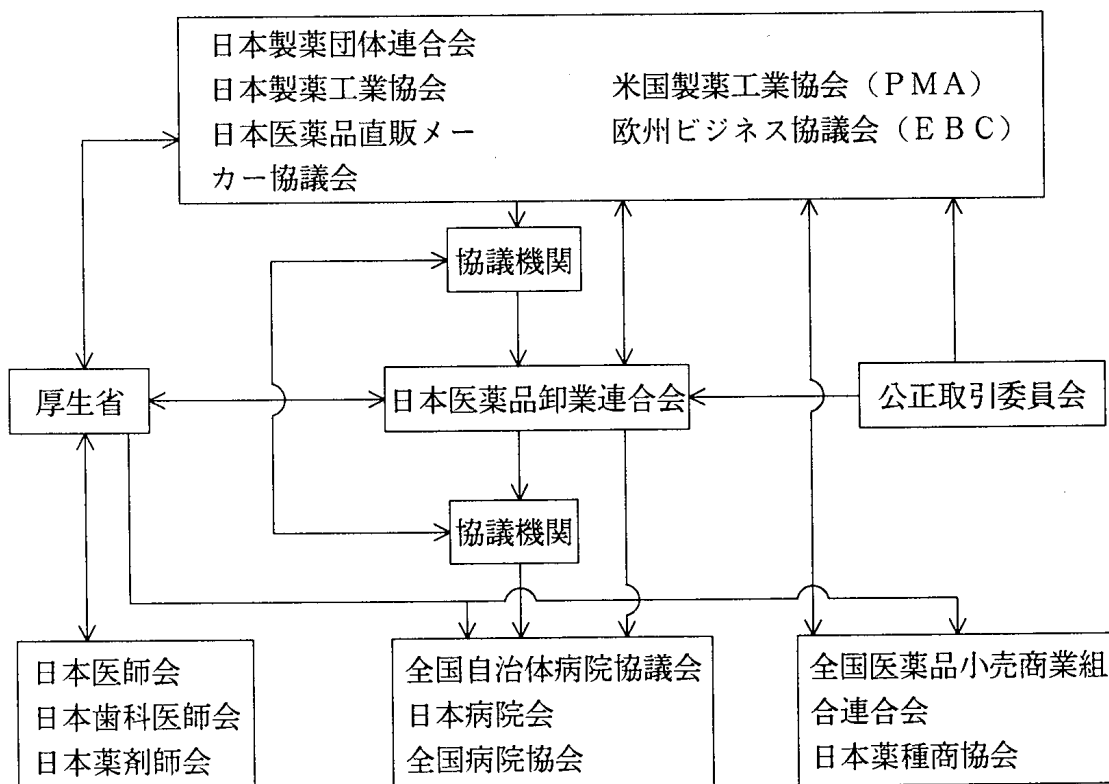 日本製薬団体連合会
日本製薬工業協会
日本医薬品直販メー
カー協議会
米国製薬工業協会（ＰＭＡ）
欧州ビジネス協議会（ＥＢＣ）
協議機関
厚生省
日本医薬品卸業連合会
公正取引委員会
協議機関
日本医師会
日本歯科医師会
日本薬剤師会
全国自治体病院協議会
日本病院会
全国病院協会
全国医薬品小売商業組
合連合会
日本薬種商協会